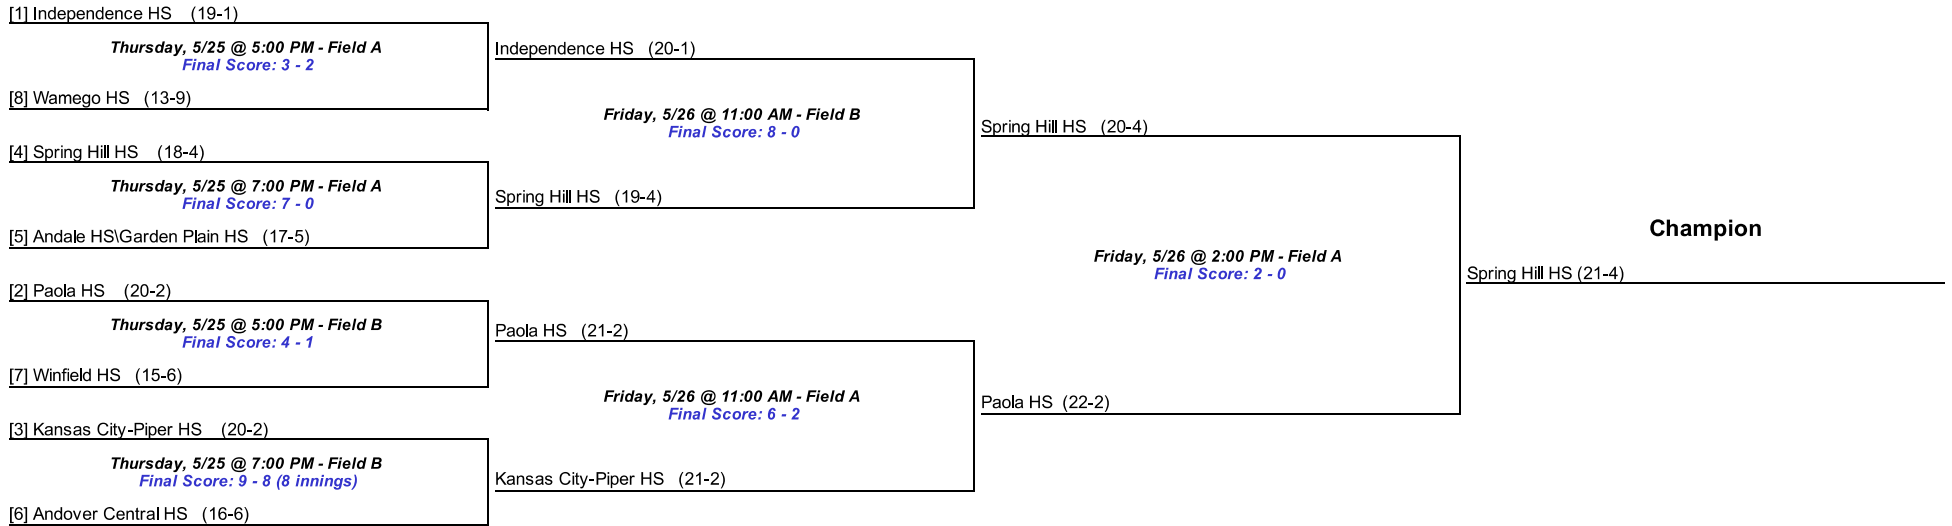 [1] Independence HS (19-1)
Thursday, 5/25 @ 5:00 PM - Field A
Final Score: 3 - 2
[8] Wamego HS (13-9)
[4] Spring Hill HS (18-4)
Thursday, 5/25 @ 7:00 PM - Field A
Final Score: 7 - 0
[5] Andale HS\Garden Plain HS (17-5)
[2] Paola HS (20-2)
Thursday, 5/25 @ 5:00 PM - Field B
Final Score: 4 - 1
[7] Winfield HS (15-6)
[3] Kansas City-Piper HS (20-2)
Thursday, 5/25 @ 7:00 PM - Field B
Final Score: 9 - 8 (8 innings)
[6] Andover Central HS (16-6)
Independence HS (20-1)
Friday, 5/26 @ 11:00 AM - Field B
Final Score: 8 - 0
Spring Hill HS (19-4)
Paola HS (21-2)
Friday, 5/26 @ 11:00 AM - Field A
Final Score: 6 - 2
Kansas City-Piper HS (21-2)
Spring Hill HS (20-4)
Friday, 5/26 @ 2:00 PM - Field A
Final Score: 2 - 0
Paola HS (22-2)
Champion
Spring Hill HS (21-4)